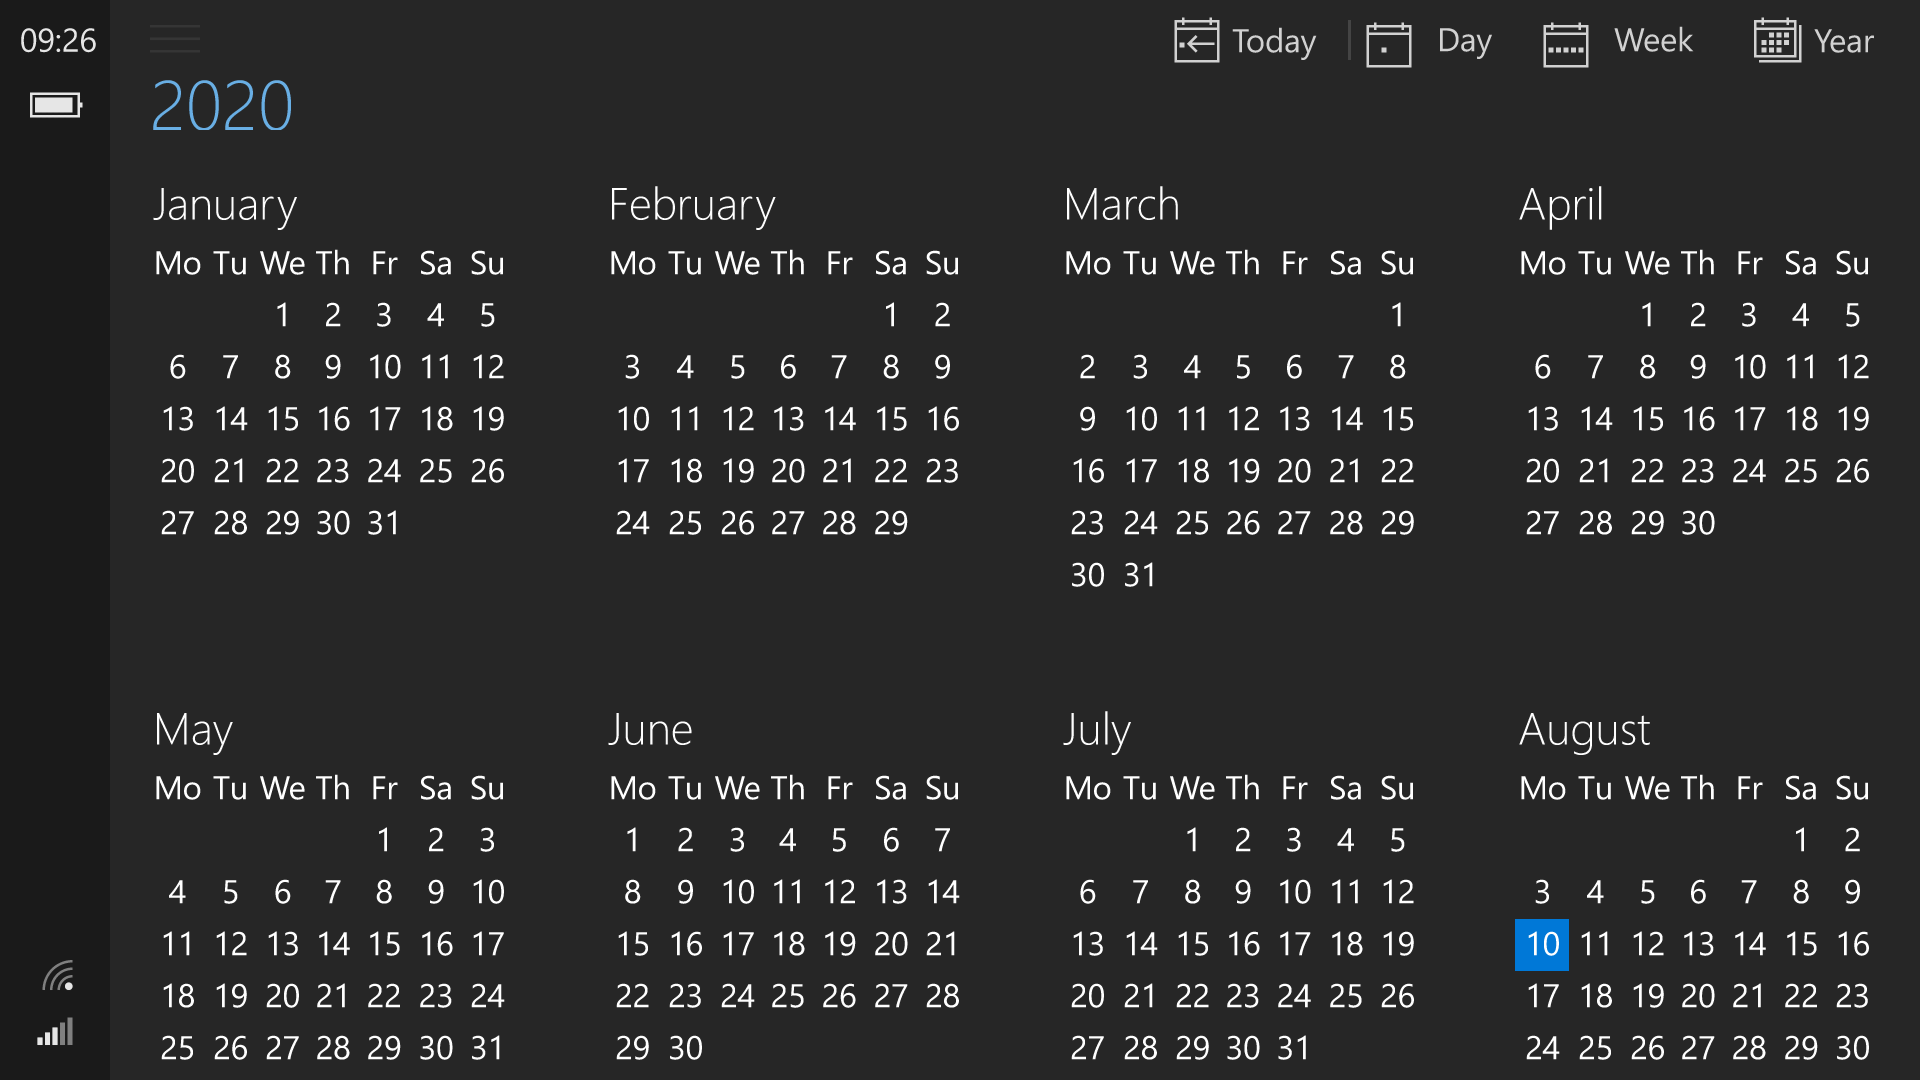 09:26
Today Day Week Year
2020
January February March April
Mo Tu We Th Fr Sa Su Mo Tu We Th Fr Sa Su Mo Tu We Th Fr Sa Su Mo Tu We Th Fr Sa Su
1 2 3 4 5 1 2 1 1 2 3 4 5
6 7 8 9 10 11 12 3 4 5 6 7 8 9 2 3 4 5 6 7 8 6 7 8 9 10 11 12
13 14 15 16 17 18 19 10 11 12 13 14 15 16 9 10 11 12 13 14 15 13 14 15 16 17 18 19
20 21 22 23 24 25 26 17 18 19 20 21 22 23 16 17 18 19 20 21 22 20 21 22 23 24 25 26
27 28 29 30 31 24 25 26 27 28 29 23 24 25 26 27 28 29 27 28 29 30
30 31
May June July August
Mo Tu We Th Fr Sa Su Mo Tu We Th Fr Sa Su Mo Tu We Th Fr Sa Su Mo Tu We Th Fr Sa Su
1 2 3 1 2 3 4 5 6 7 1 2 3 4 5 1 2
4 5 6 7 8 9 10 8 9 10 11 12 13 14 6 7 8 9 10 11 12 3 4 5 6 7 8 9
11 12 13 14 15 16 17 15 16 17 18 19 20 21 13 14 15 16 17 18 19 10 11 12 13 14 15 16
18 19 20 21 22 23 24 22 23 24 25 26 27 28 20 21 22 23 24 25 26 17 18 19 20 21 22 23
25 26 27 28 29 30 31 29 30 27 28 29 30 31 24 25 26 27 28 29 30